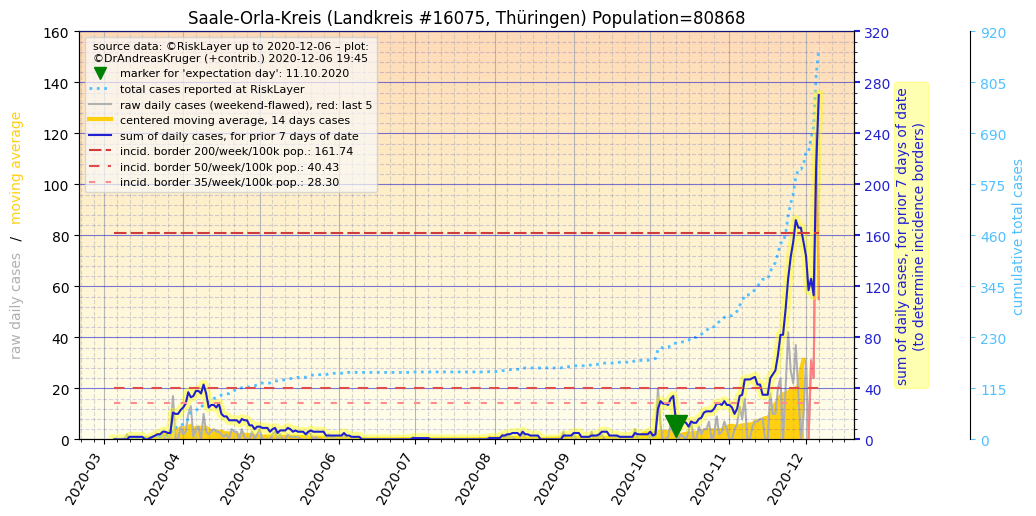 Saale-Orla-Kreis (Landkreis #16075, Thüringen) Population=80868
source data: ©RiskLayer up to 2020-12-06 – plot:
©DrAndreasKruger (+contrib.) 2020-12-06 19:45
marker for 'expectation day': 11.10.2020
total cases reported at RiskLayer
raw daily cases (weekend-flawed), red: last 5
centered moving average, 14 days cases
sum of daily cases, for prior 7 days of date
incid. border 200/week/100k pop.: 161.74
incid. border 50/week/100k pop.: 40.43
incid. border 35/week/100k pop.: 28.30
raw daily cases / moving average
160
140
120
100
80
60
40
20
0
320
280
240
200
160
120
80
40
0
sum of daily cases, for prior 7 days of date
(to determine incidence borders)
920
805
690
575
460
345
230
115
0
cumulative total cases
2020-03
2020-04
2020-05
2020-06
2020-07
2020-08
2020-09
2020-10
2020-11
2020-12